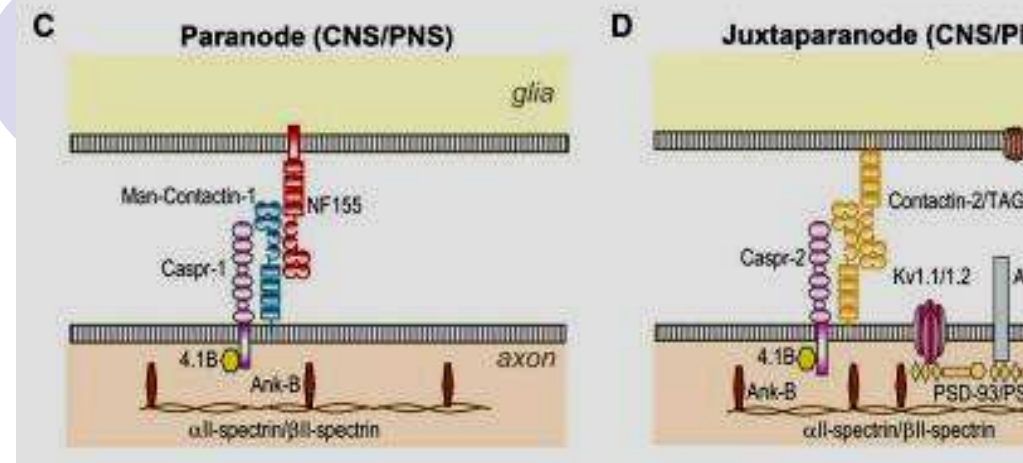 C
Paranode (CNS/PNS)
glia
Man-Contactin-1
NF155
Caspr-1
4.1B
axon
Ank-B
αII-spectrin/βII-spectrin
D
Juxtaparanode (CNS/P
Contactin-2/TAG
Caspr-2
Kv1.1/1.2
A
4.1B
Ank-B
PSD-93/PS
αII-spectrin/βII-spectrin